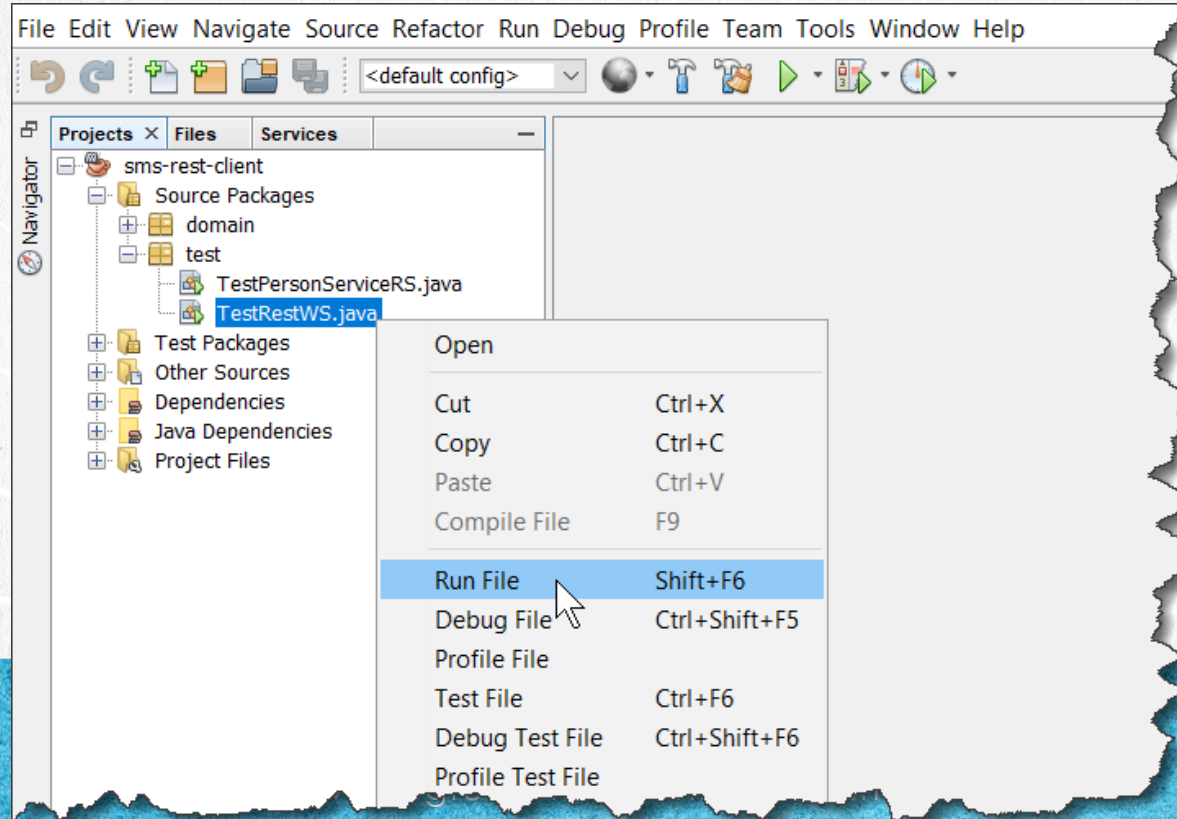 File Edit View Navigate Source Refactor Run Debug Profile Team Tools Window Help
<default config>
Projects Files Services
Navigator
sms-rest-client
Source Packages
domain
test
TestPersonServiceRS.java
TestRestWS.java
Test Packages
Other Sources
Dependencies
Java Dependencies
Project Files
Open
Cut Ctrl+X
Copy Ctrl+C
Paste Ctrl+V
Compile File F9
Run File Shift+F6
Debug File Ctrl+Shift+F5
Profile File
Test File Ctrl+F6
Debug Test File Ctrl+Shift+F6
Profile Test File